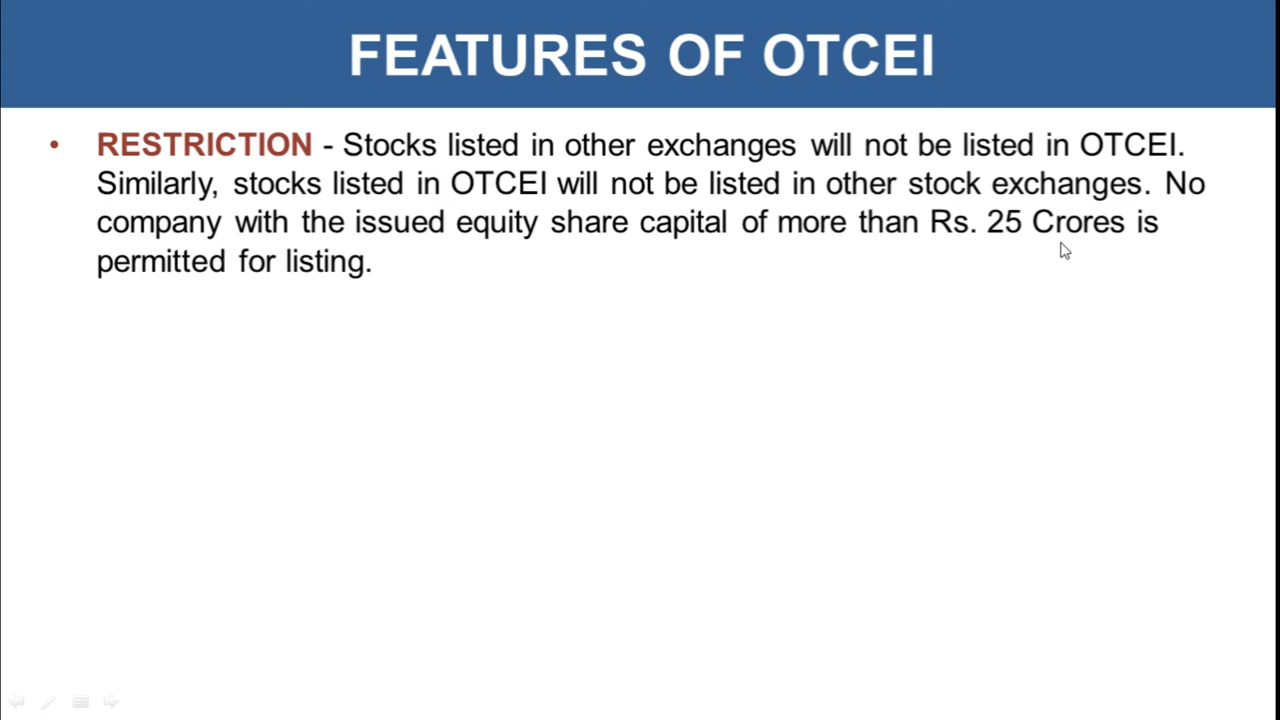 FEATURES OF OTCEI
• RESTRICTION - Stocks listed in other exchanges will not be listed in OTCEI.
Similarly, stocks listed in OTCEI will not be listed in other stock exchanges. No
company with the issued equity share capital of more than Rs. 25 Crores is
permitted for listing.